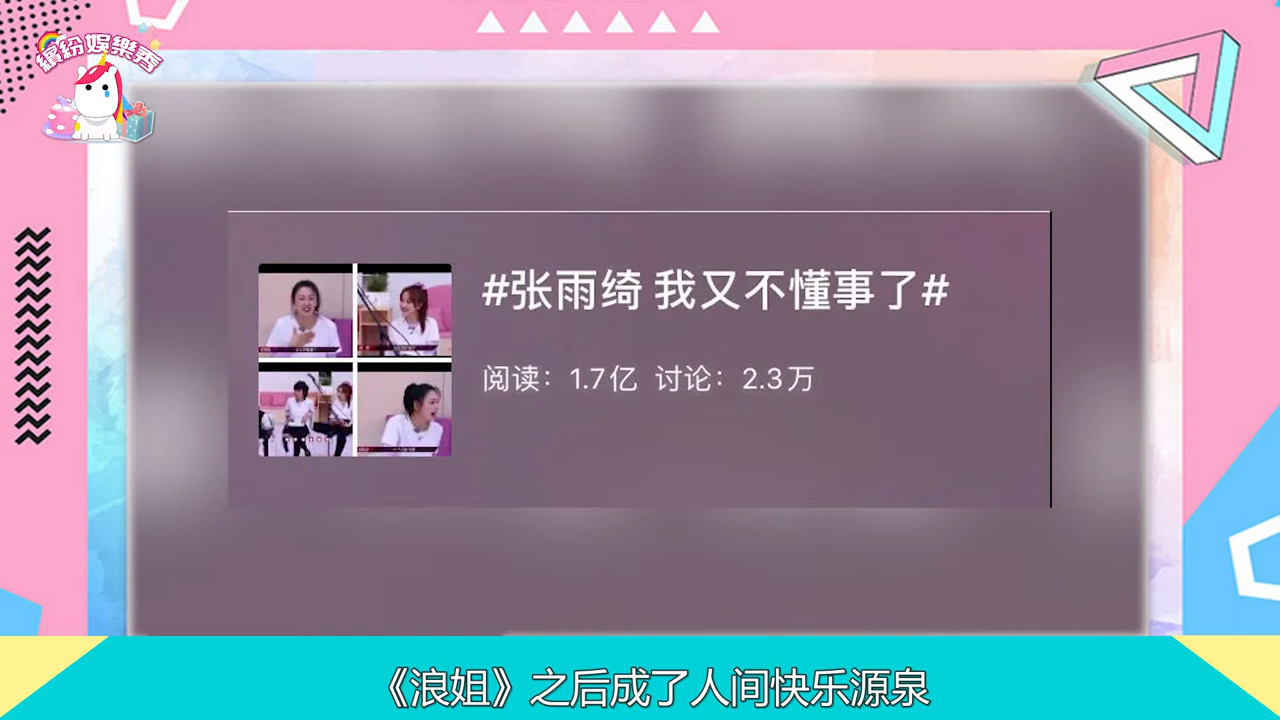 繽紛娛樂秀
#张雨绮 我又不懂事了#
阅读：1.7亿 讨论：2.3万
《浪姐》之后成了人间快乐源泉